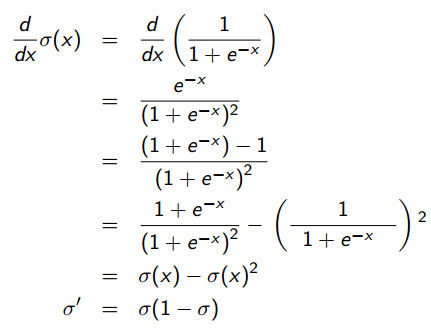 d/dx σ(x) = d/dx ( 1 / (1 + e^−x) )
= e^−x / (1 + e^−x)^2
= ((1 + e^−x) − 1) / (1 + e^−x)^2
= (1 + e^−x) / (1 + e^−x)^2 − ( 1 / (1 + e^−x) )^2
= σ(x) − σ(x)^2
σ′ = σ(1 − σ)